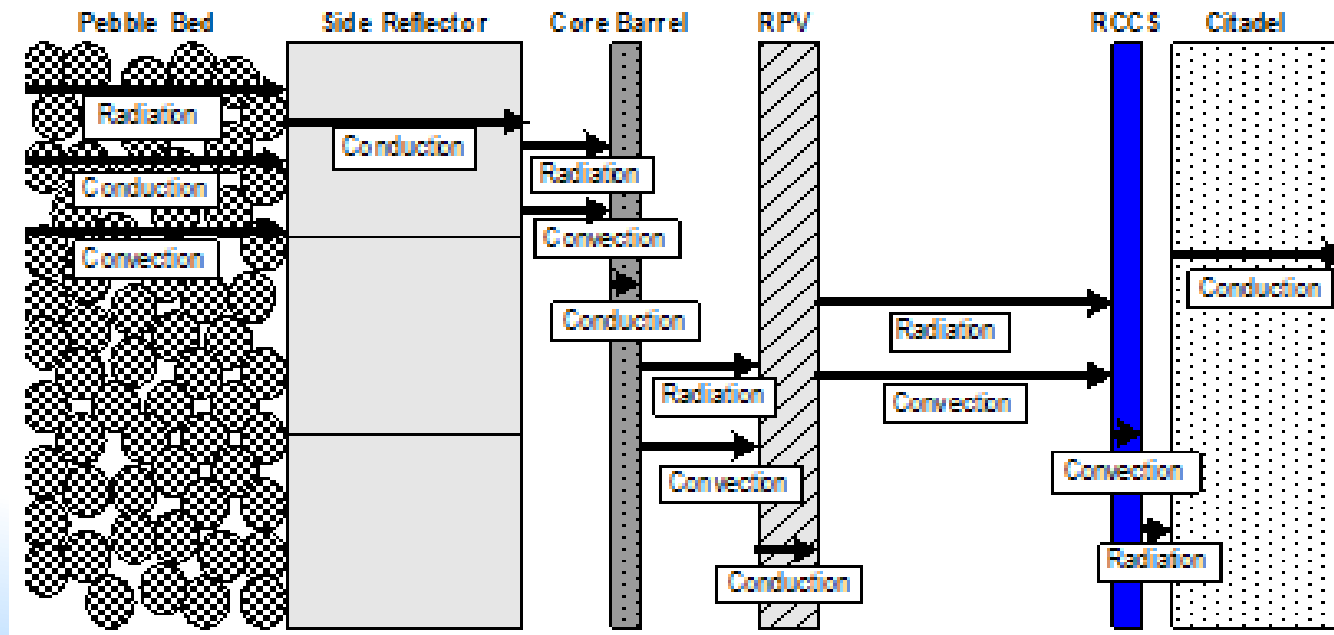 Pebble Bed
Side Reflector
Core Barrel
RPV
RCCS
Citadel
Radiation
Conduction
Radiation
Conduction
Convection
Convection
Conduction
Conduction
Radiation
Radiation
Convection
Convection
Convection
Radiation
Conduction